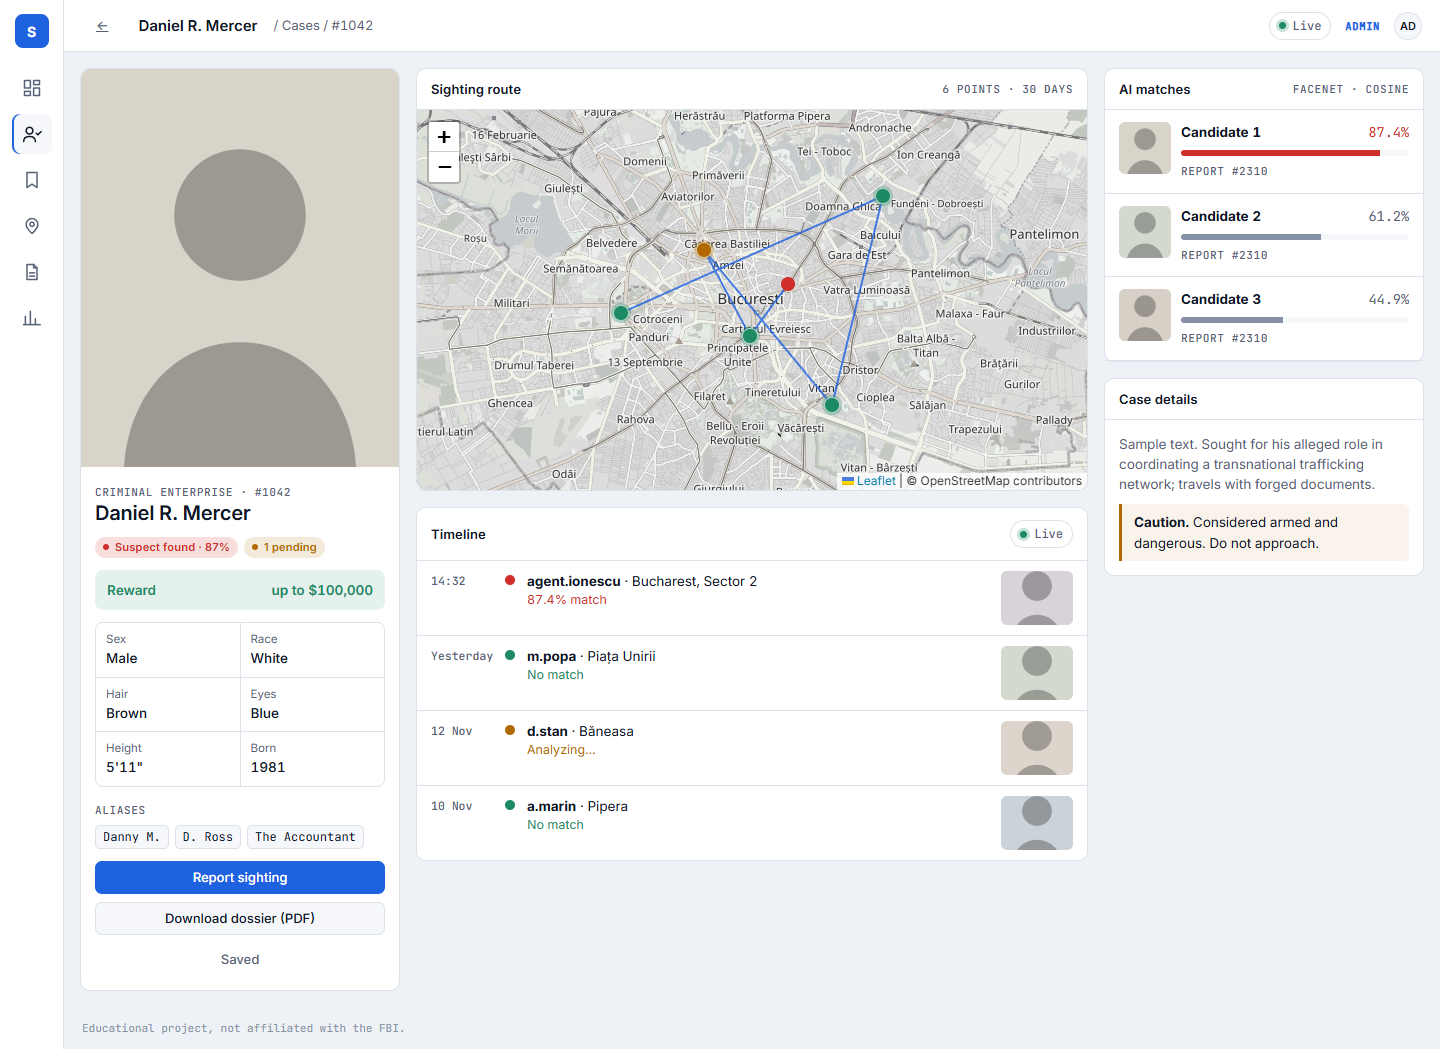 S
← Daniel R. Mercer / Cases / #1042
Live ADMIN AD
CRIMINAL ENTERPRISE · #1042
Daniel R. Mercer
Suspect found · 87% 1 pending
Reward up to $100,000
Sex Race
Male White
Hair Eyes
Brown Blue
Height Born
5'11" 1981
ALIASES
Danny M. D. Ross The Accountant
Report sighting
Download dossier (PDF)
Saved
Sighting route 6 POINTS · 30 DAYS
+
−
Pajura
Herăstrău
Platforma Pipera
Andronache
16 Februarie
Domenii
Tei - Toboc
Ion Creangă
Primăverii
Giulești
Aviatorilor
Doamna Ghica
Fundeni - Dobroești
Lacul
Morii
Roșu
Belvedere
Baicului
Pantelimon
Amzei
Gara de Est
Semănătoarea
Pantelimon
Lacul
Pantelimon
Militari
București
Vatra Luminoasă
Cotroceni
Malaxa - Faur
Panduri
Industriilor
Principatele
Unite
Balta Albă -
Titan
Drumul Taberei
13 Septembrie
Dristor
Brățării
Vitan
Gurilor
Ghencea
Filaret
Tineretului
Cioplea
Sălăjan
Rahova
Bellu - Eroii
Revoluției
Văcărești
Trapezului
Pallady
Odăi
Vitan - Bârzești
Giurgiului
Leaflet | © OpenStreetMap contributors
Timeline Live
14:32 agent.ionescu · Bucharest, Sector 2
87.4% match
Yesterday m.popa · Piața Unirii
No match
12 Nov d.stan · Băneasa
Analyzing...
10 Nov a.marin · Pipera
No match
AI matches FACENET · COSINE
Candidate 1 87.4%
REPORT #2310
Candidate 2 61.2%
REPORT #2310
Candidate 3 44.9%
REPORT #2310
Case details
Sample text. Sought for his alleged role in
coordinating a transnational trafficking
network; travels with forged documents.
Caution. Considered armed and
dangerous. Do not approach.
Educational project, not affiliated with the FBI.